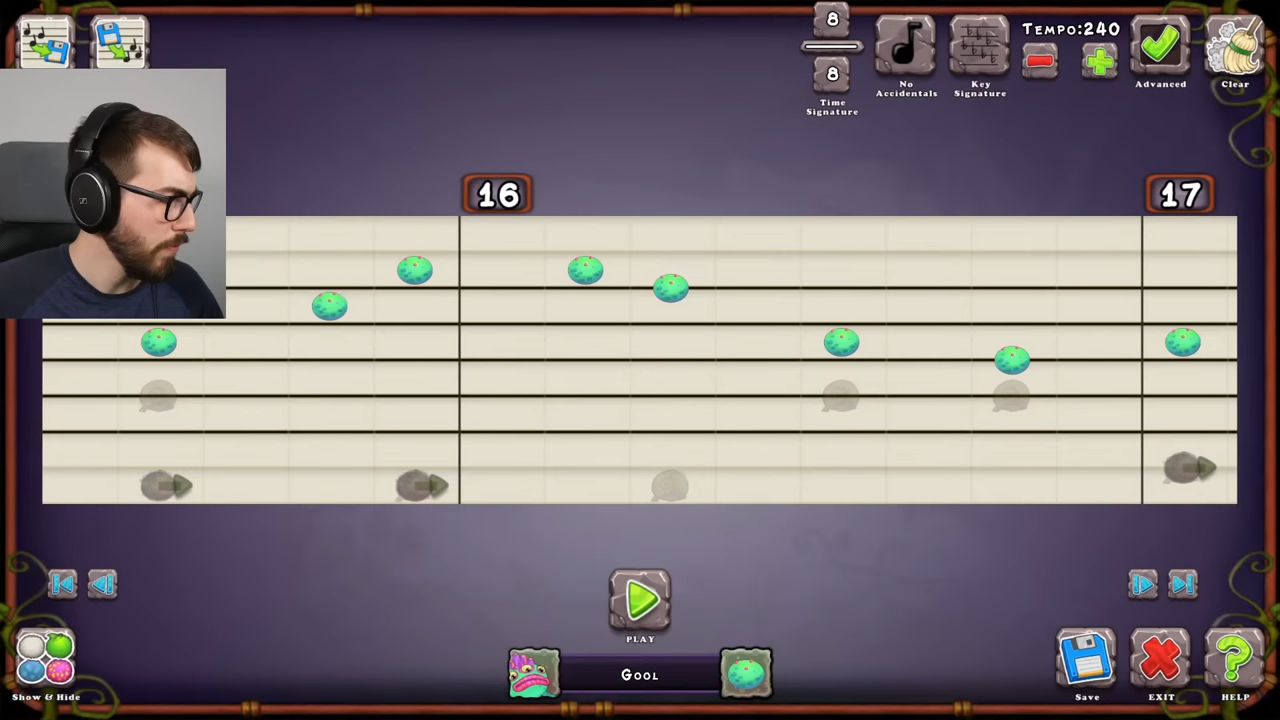 8
8
Time
Signature
No
Accidentals
Key
Signature
TEMPO:240
Advanced
Clear
16
17
PLAY
GOOL
Show & Hide
Save
EXIT
HELP